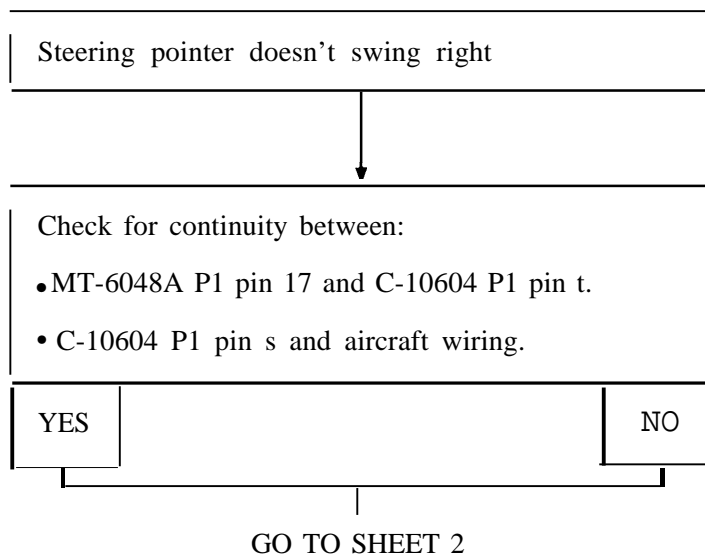 Steering pointer doesn't swing right
Check for continuity between:
• MT-6048A P1 pin 17 and C-10604 P1 pin t.
• C-10604 P1 pin s and aircraft wiring.
YES
NO
GO TO SHEET 2